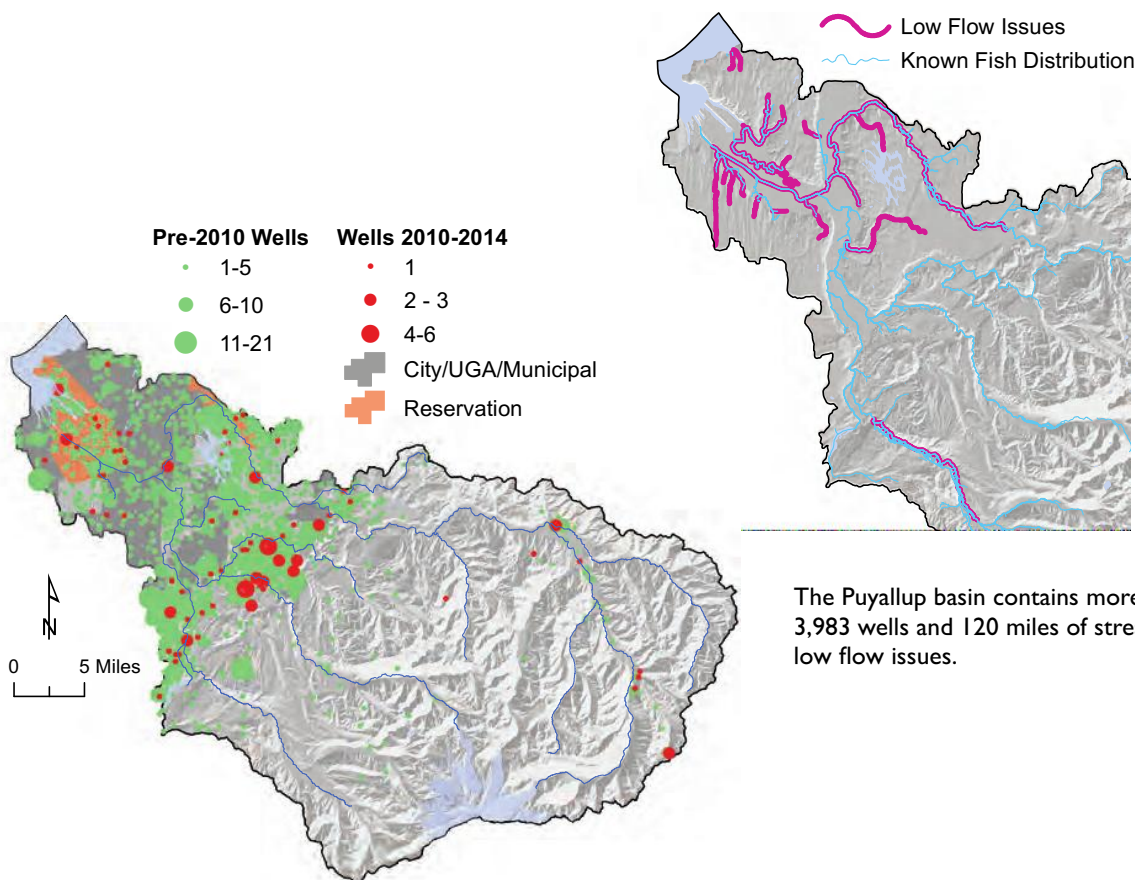 Low Flow Issues
Known Fish Distribution
Pre-2010 Wells
1-5
6-10
11-21
Wells 2010-2014
1
2 - 3
4-6
City/UGA/Municipal
Reservation
N
0 5 Miles
The Puyallup basin contains more
3,983 wells and 120 miles of stre
low flow issues.